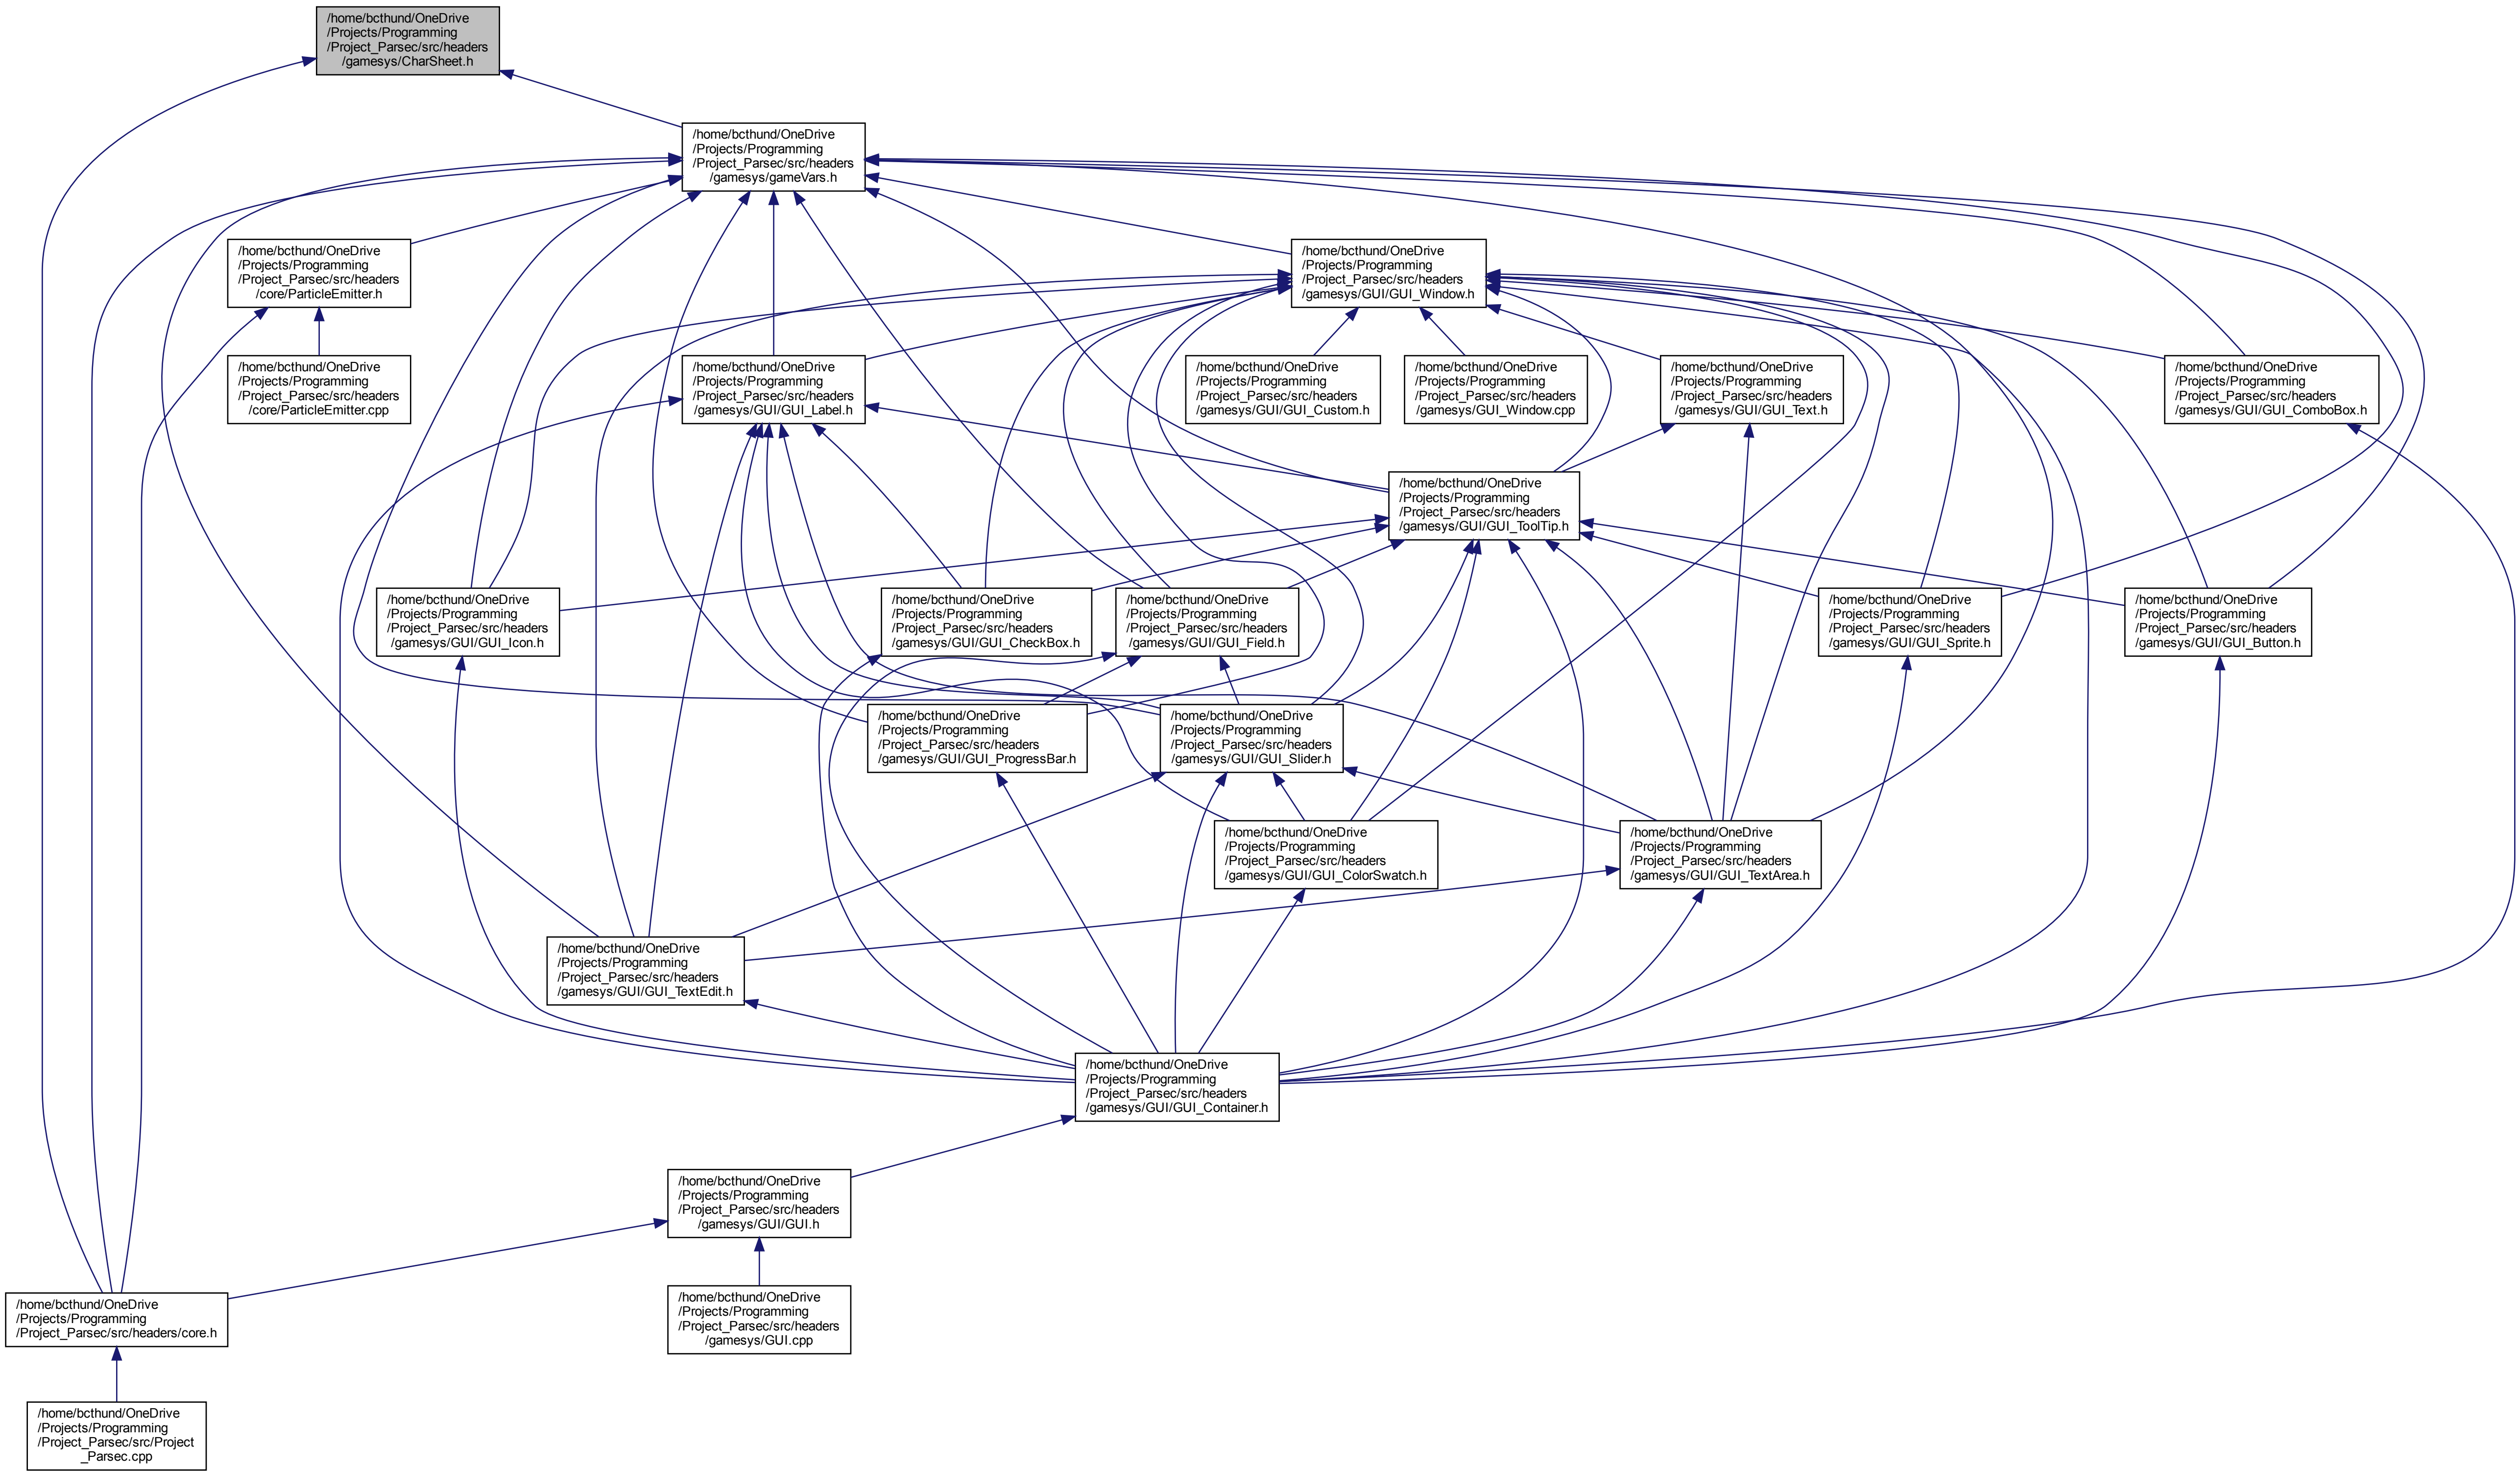 /home/bcthund/OneDrive
/Projects/Programming
/Project_Parsec/src/headers
/gamesys/CharSheet.h
/home/bcthund/OneDrive
/Projects/Programming
/Project_Parsec/src/headers
/gamesys/gameVars.h
/home/bcthund/OneDrive
/Projects/Programming
/Project_Parsec/src/headers
/core/ParticleEmitter.h
/home/bcthund/OneDrive
/Projects/Programming
/Project_Parsec/src/headers
/gamesys/GUI/GUI_Window.h
/home/bcthund/OneDrive
/Projects/Programming
/Project_Parsec/src/headers
/core/ParticleEmitter.cpp
/home/bcthund/OneDrive
/Projects/Programming
/Project_Parsec/src/headers
/gamesys/GUI/GUI_Label.h
/home/bcthund/OneDrive
/Projects/Programming
/Project_Parsec/src/headers
/gamesys/GUI/GUI_Custom.h
/home/bcthund/OneDrive
/Projects/Programming
/Project_Parsec/src/headers
/gamesys/GUI_Window.cpp
/home/bcthund/OneDrive
/Projects/Programming
/Project_Parsec/src/headers
/gamesys/GUI/GUI_Text.h
/home/bcthund/OneDrive
/Projects/Programming
/Project_Parsec/src/headers
/gamesys/GUI/GUI_ComboBox.h
/home/bcthund/OneDrive
/Projects/Programming
/Project_Parsec/src/headers
/gamesys/GUI/GUI_ToolTip.h
/home/bcthund/OneDrive
/Projects/Programming
/Project_Parsec/src/headers
/gamesys/GUI/GUI_Icon.h
/home/bcthund/OneDrive
/Projects/Programming
/Project_Parsec/src/headers
/gamesys/GUI/GUI_CheckBox.h
/home/bcthund/OneDrive
/Projects/Programming
/Project_Parsec/src/headers
/gamesys/GUI/GUI_Field.h
/home/bcthund/OneDrive
/Projects/Programming
/Project_Parsec/src/headers
/gamesys/GUI/GUI_Sprite.h
/home/bcthund/OneDrive
/Projects/Programming
/Project_Parsec/src/headers
/gamesys/GUI/GUI_Button.h
/home/bcthund/OneDrive
/Projects/Programming
/Project_Parsec/src/headers
/gamesys/GUI/GUI_ProgressBar.h
/home/bcthund/OneDrive
/Projects/Programming
/Project_Parsec/src/headers
/gamesys/GUI/GUI_Slider.h
/home/bcthund/OneDrive
/Projects/Programming
/Project_Parsec/src/headers
/gamesys/GUI/GUI_ColorSwatch.h
/home/bcthund/OneDrive
/Projects/Programming
/Project_Parsec/src/headers
/gamesys/GUI/GUI_TextArea.h
/home/bcthund/OneDrive
/Projects/Programming
/Project_Parsec/src/headers
/gamesys/GUI/GUI_TextEdit.h
/home/bcthund/OneDrive
/Projects/Programming
/Project_Parsec/src/headers
/gamesys/GUI/GUI_Container.h
/home/bcthund/OneDrive
/Projects/Programming
/Project_Parsec/src/headers
/gamesys/GUI/GUI.h
/home/bcthund/OneDrive
/Projects/Programming
/Project_Parsec/src/headers/core.h
/home/bcthund/OneDrive
/Projects/Programming
/Project_Parsec/src/headers
/gamesys/GUI.cpp
/home/bcthund/OneDrive
/Projects/Programming
/Project_Parsec/src/Project
_Parsec.cpp